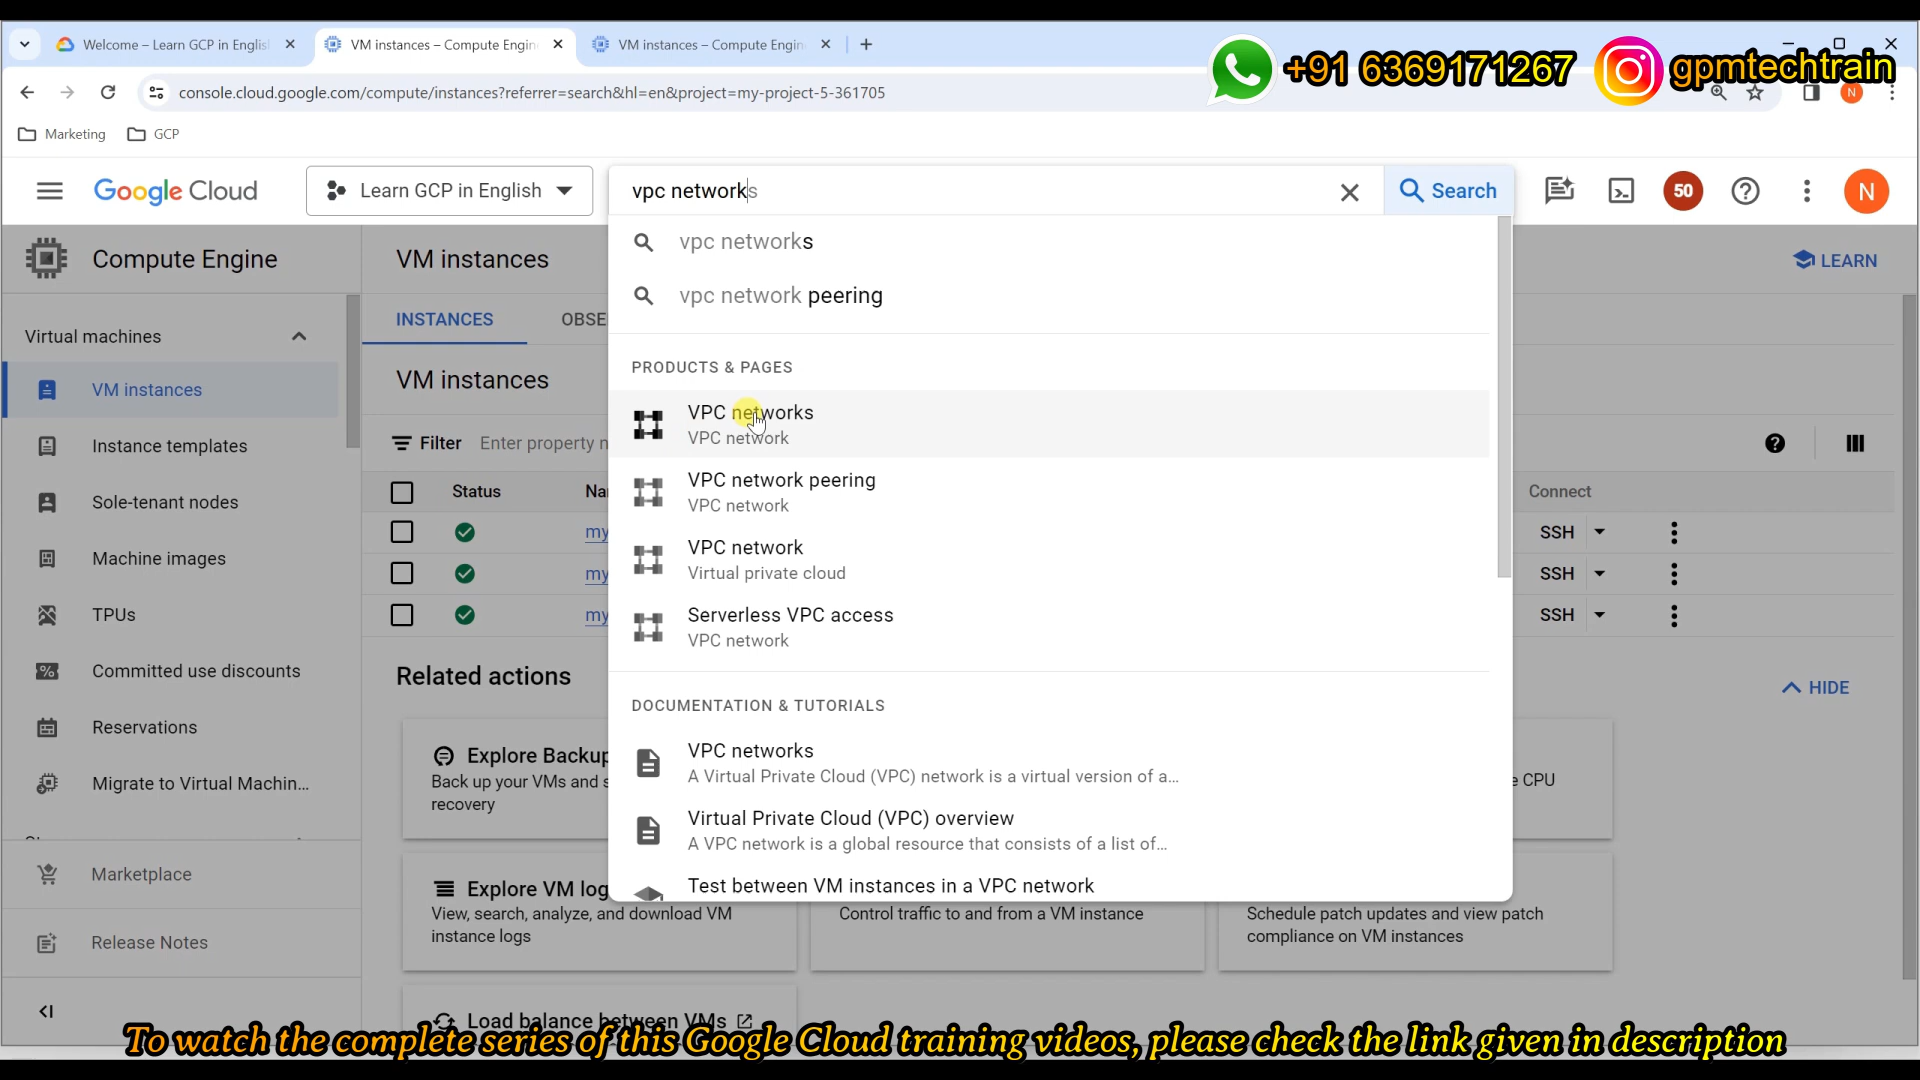 Welcome – Learn GCP in Englis
VM instances – Compute Engin
VM instances – Compute Engin
+91 6369171267
gpmtechtrain
console.cloud.google.com/compute/instances?referrer=search&hl=en&project=my-project-5-361705
N
Marketing
GCP
Google Cloud
Learn GCP in English
vpc networks
Search
50
N
Compute Engine
VM instances
LEARN
vpc networks
vpc network peering
Virtual machines
INSTANCES
OBSE
PRODUCTS & PAGES
VM instances
VM instances
VPC networks
VPC network
Instance templates
Filter
Enter property n
VPC network peering
VPC network
Status
Na
Connect
Sole-tenant nodes
my
SSH
VPC network
Virtual private cloud
Machine images
my
SSH
Serverless VPC access
VPC network
TPUs
my
SSH
Committed use discounts
Related actions
HIDE
DOCUMENTATION & TUTORIALS
Reservations
Explore Backup
Back up your VMs and s
recovery
VPC networks
A Virtual Private Cloud (VPC) network is a virtual version of a...
e CPU
Migrate to Virtual Machin...
Virtual Private Cloud (VPC) overview
A VPC network is a global resource that consists of a list of...
Marketplace
Explore VM log
View, search, analyze, and download VM
instance logs
Test between VM instances in a VPC network
Control traffic to and from a VM instance
Schedule patch updates and view patch
compliance on VM instances
Release Notes
Load balance between VMs
To watch the complete series of this Google Cloud training videos, please check the link given in description